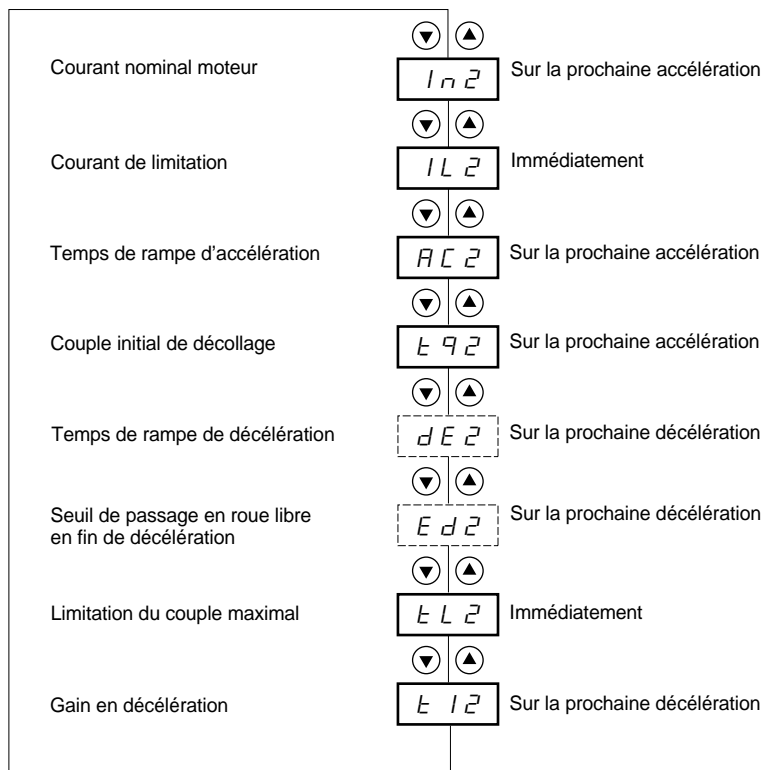 Courant nominal moteur
In2
Sur la prochaine accélération
Courant de limitation
IL2
Immédiatement
Temps de rampe d'accélération
AC2
Sur la prochaine accélération
Couple initial de décollage
tq2
Sur la prochaine accélération
Temps de rampe de décélération
dE2
Sur la prochaine décélération
Seuil de passage en roue libre
en fin de décélération
Ed2
Sur la prochaine décélération
Limitation du couple maximal
tL2
Immédiatement
Gain en décélération
tI2
Sur la prochaine décélération